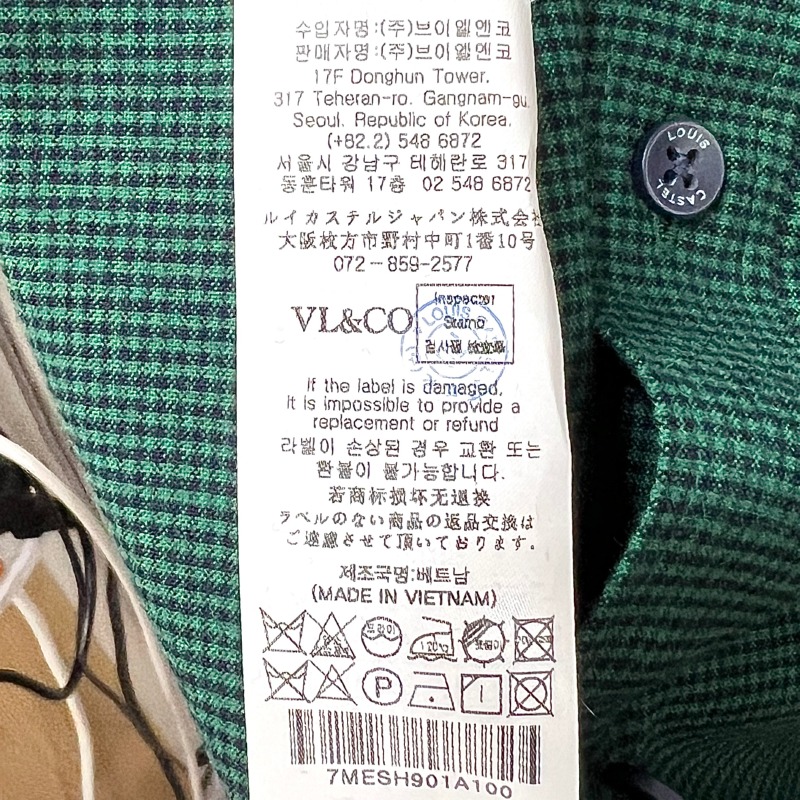 수입자명:(주)브이엘엔코
판매자명:(주)브이엘엔코
17F Donghun Tower.
317 Teheran-ro. Gangnam-gu.
Seoul. Republic of Korea.
(+82.2) 548 6872
서울시 강남구 테헤란로 317
동훈타워 17층 02 548 6872
ルイカステルジャパン株式会社
大阪枚方市野村中町1番10号
072-859-2577
VL&CO
Inspector
Stamp
If the label is damaged,
it is impossible to provide a
replacement or refund
라벨이 손상된 경우 교환 또는
환불이 불가능합니다.
若商标损坏无退换
ラベルのない商品の返品交換は
ご遠慮させて頂いております。
제조국명:베트남
(MADE IN VIETNAM)
드라이
120℃
P
7MESH901A100
LOUIS
CASTEL